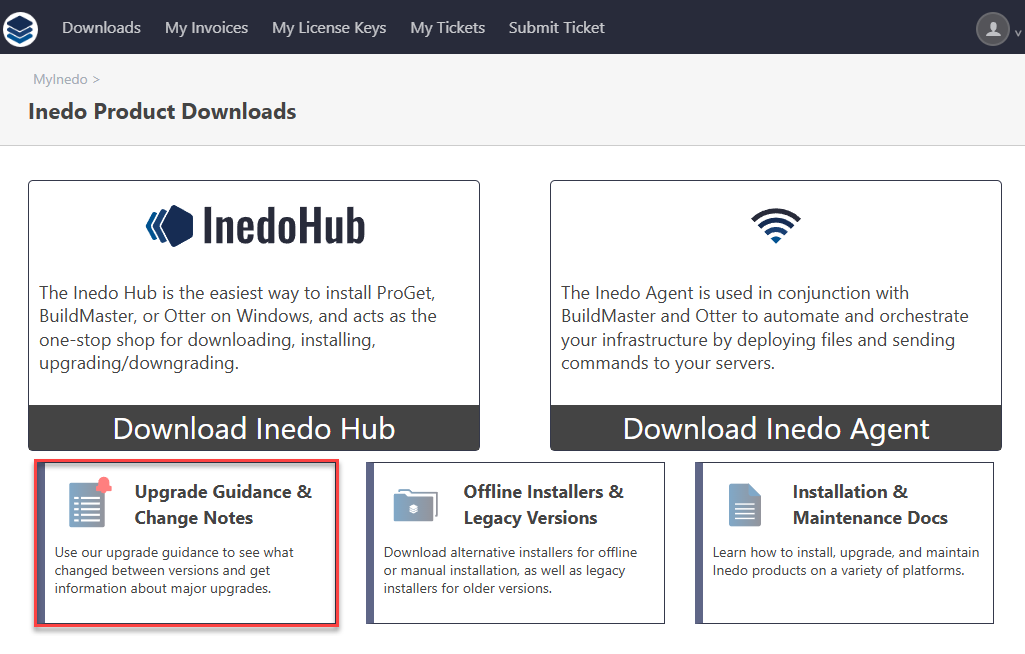 Downloads My Invoices My License Keys My Tickets Submit Ticket
MyInedo >
Inedo Product Downloads
InedoHub
The Inedo Hub is the easiest way to install ProGet,
BuildMaster, or Otter on Windows, and acts as the
one-stop shop for downloading, installing,
upgrading/downgrading.
Download Inedo Hub
The Inedo Agent is used in conjunction with
BuildMaster and Otter to automate and orchestrate
your infrastructure by deploying files and sending
commands to your servers.
Download Inedo Agent
Upgrade Guidance &
Change Notes
Use our upgrade guidance to see what
changed between versions and get
information about major upgrades.
Offline Installers &
Legacy Versions
Download alternative installers for offline
or manual installation, as well as legacy
installers for older versions.
Installation &
Maintenance Docs
Learn how to install, upgrade, and maintain
Inedo products on a variety of platforms.